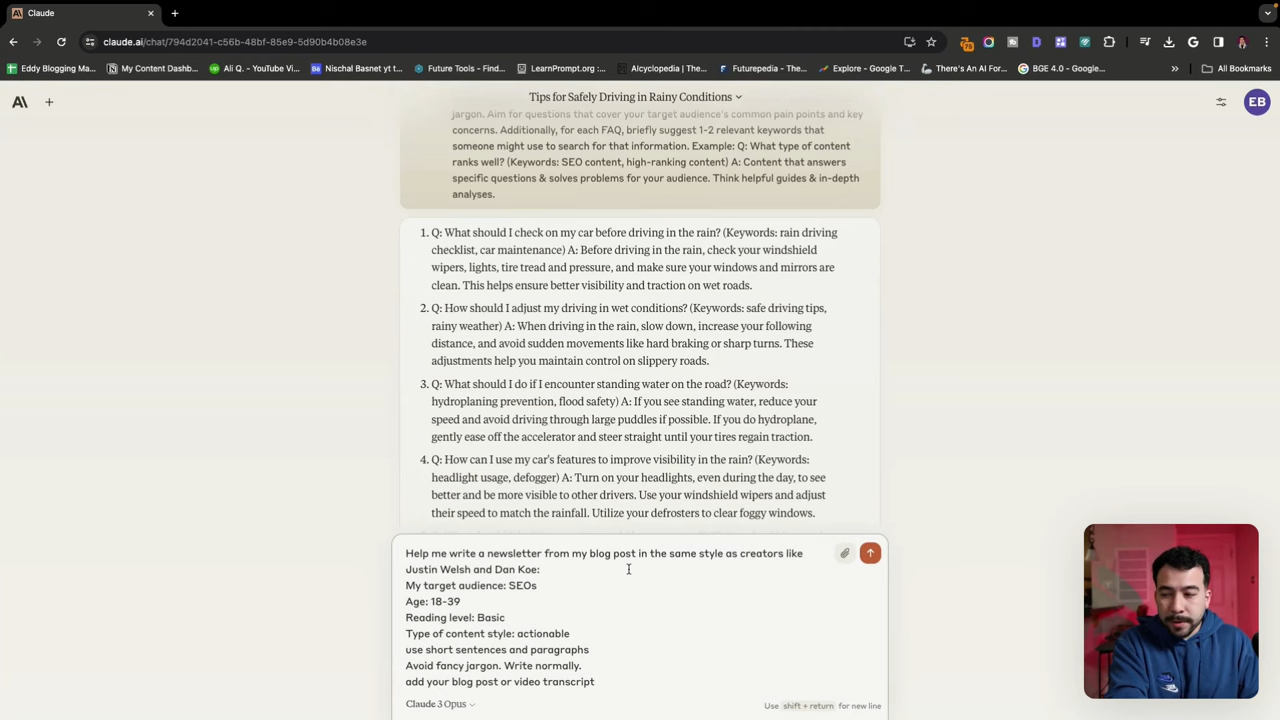 Claude
claude.ai/chat/794d2041-c56b-48bf-85e9-5d90b4b08e3e
Eddy Blogging Ma...
My Content Dashb...
Ali Q. - YouTube Vi...
Nischal Basnet yt t...
Future Tools - Find...
LearnPrompt.org :...
AIcyclopedia | The...
Futurepedia - The...
Explore - Google T...
There's An AI For...
BGE 4.0 - Google...
All Bookmarks
Tips for Safely Driving in Rainy Conditions
EB
jargon. Aim for questions that cover your target audience's common pain points and key
concerns. Additionally, for each FAQ, briefly suggest 1-2 relevant keywords that
someone might use to search for that information. Example: Q: What type of content
ranks well? (Keywords: SEO content, high-ranking content) A: Content that answers
specific questions & solves problems for your audience. Think helpful guides & in-depth
analyses.
1. Q: What should I check on my car before driving in the rain? (Keywords: rain driving
checklist, car maintenance) A: Before driving in the rain, check your windshield
wipers, lights, tire tread and pressure, and make sure your windows and mirrors are
clean. This helps ensure better visibility and traction on wet roads.
2. Q: How should I adjust my driving in wet conditions? (Keywords: safe driving tips,
rainy weather) A: When driving in the rain, slow down, increase your following
distance, and avoid sudden movements like hard braking or sharp turns. These
adjustments help you maintain control on slippery roads.
3. Q: What should I do if I encounter standing water on the road? (Keywords:
hydroplaning prevention, flood safety) A: If you see standing water, reduce your
speed and avoid driving through large puddles if possible. If you do hydroplane,
gently ease off the accelerator and steer straight until your tires regain traction.
4. Q: How can I use my car's features to improve visibility in the rain? (Keywords:
headlight usage, defogger) A: Turn on your headlights, even during the day, to see
better and be more visible to other drivers. Use your windshield wipers and adjust
their speed to match the rainfall. Utilize your defrosters to clear foggy windows.
Help me write a newsletter from my blog post in the same style as creators like
Justin Welsh and Dan Koe:
My target audience: SEOs
Age: 18-39
Reading level: Basic
Type of content style: actionable
use short sentences and paragraphs
Avoid fancy jargon. Write normally.
add your blog post or video transcript
Claude 3 Opus
Use shift + return for new line